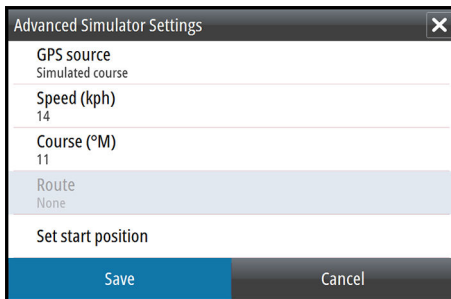 Advanced Simulator Settings
GPS source
Simulated course
Speed (kph)
14
Course (°M)
11
Route
None
Set start position
Save Cancel